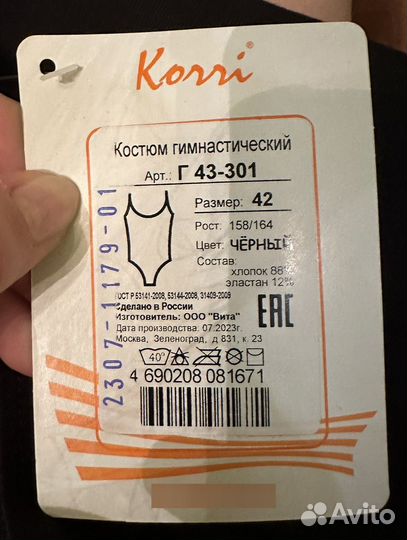 Korri®
Костюм гимнастический
Арт.: Г 43-301
Размер: 42
Рост: 158/164
Цвет: ЧЁРНЫЙ
Состав:
хлопок 88%
эластан 12%
ГОСТ Р 53141-2008, 53144-2008, 31409-2009
Сделано в России
Изготовитель: ООО "Вита"
Дата производства: 07.2023г.
Москва, Зеленоград, д 831, к. 23
EAC
40°
4 690208 081671
2307-1179-01
Avito